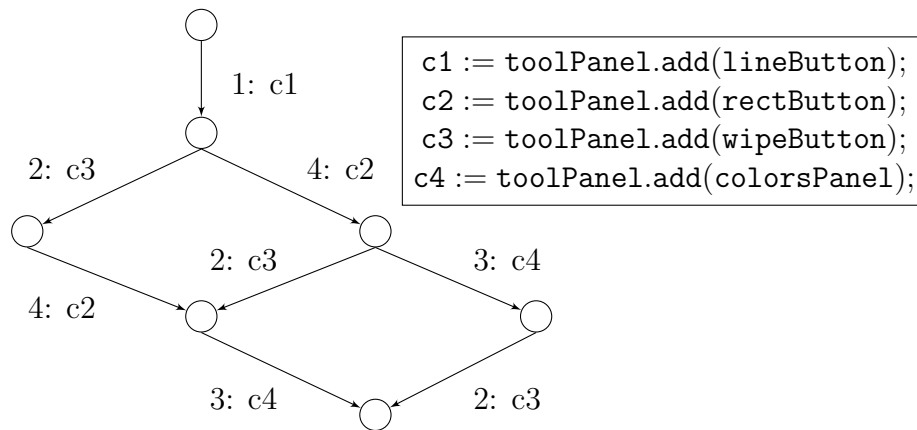 1: c1
c1 := toolPanel.add(lineButton);
c2 := toolPanel.add(rectButton);
c3 := toolPanel.add(wipeButton);
c4 := toolPanel.add(colorsPanel);
2: c3
4: c2
2: c3
3: c4
4: c2
3: c4
2: c3